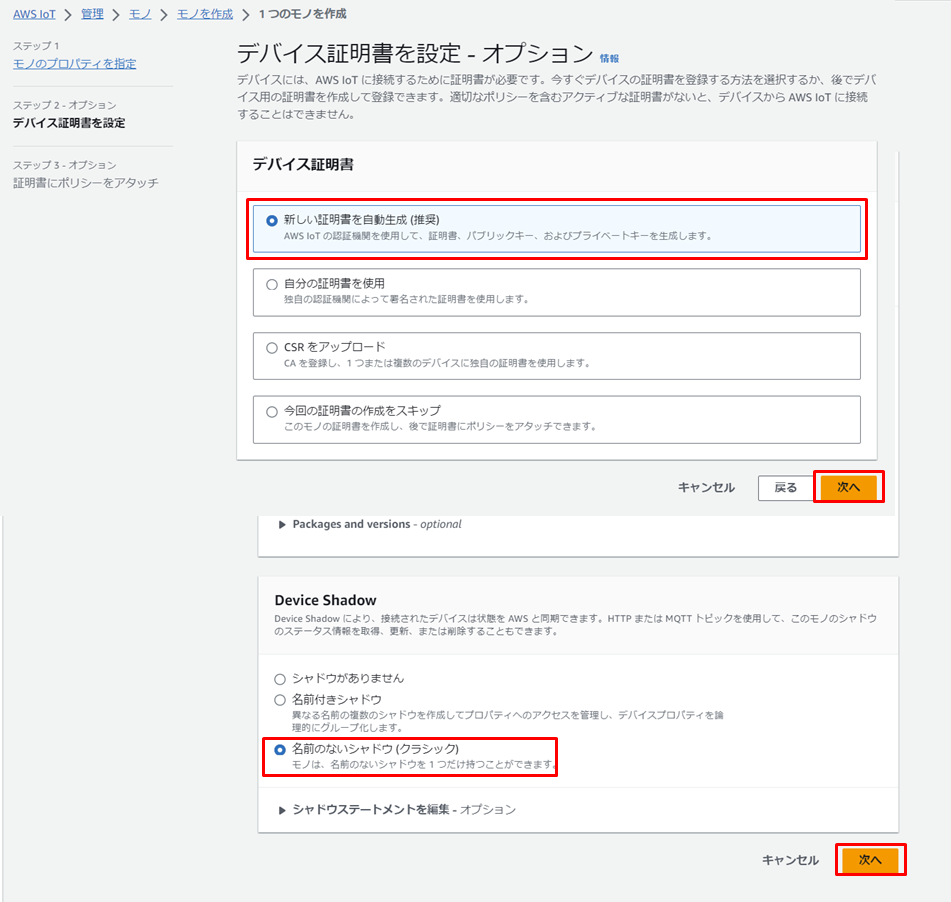 AWS IoT > 管理 > モノ > モノを作成 > 1 つのモノを作成
ステップ 1
モノのプロパティを指定
ステップ 2 - オプション
デバイス証明書を設定
ステップ 3 - オプション
証明書にポリシーをアタッチ
デバイス証明書を設定 - オプション 情報
デバイスには、AWS IoT に接続するために証明書が必要です。今すぐデバイスの証明書を登録する方法を選択するか、後でデバ
イス用の証明書を作成して登録できます。適切なポリシーを含むアクティブな証明書がないと、デバイスから AWS IoT に接続
することはできません。
デバイス証明書
新しい証明書を自動生成 (推奨)
AWS IoT の認証機関を使用して、証明書、パブリックキー、およびプライベートキーを生成します。
自分の証明書を使用
独自の認証機関によって署名された証明書を使用します。
CSR をアップロード
CA を登録し、1 つまたは複数のデバイスに独自の証明書を使用します。
今回の証明書の作成をスキップ
このモノの証明書を作成し、後で証明書にポリシーをアタッチできます。
キャンセル 戻る 次へ
Packages and versions - optional
Device Shadow
Device Shadow により、接続されたデバイスは状態を AWS と同期できます。HTTP または MQTT トピックを使用して、このモノのシャドウ
のステータス情報を取得、更新、または削除することもできます。
シャドウがありません
名前付きシャドウ
異なる名前の複数のシャドウを作成してプロパティへのアクセスを管理し、デバイスプロパティを論
理的にグループ化します。
名前のないシャドウ (クラシック)
モノは、名前のないシャドウを 1 つだけ持つことができます。
シャドウステートメントを編集 - オプション
キャンセル 次へ